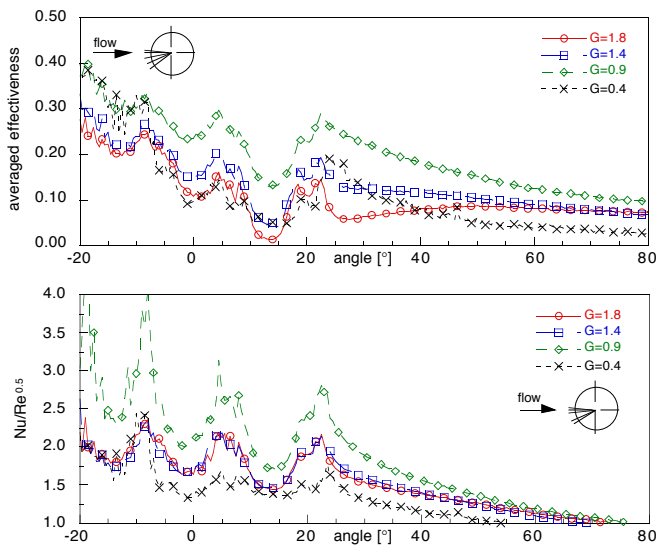 0.50
flow
G=1.8
G=1.4
G=0.9
G=0.4
0.40
0.30
averaged effectiveness
0.20
0.10
0.00
-20
0
20
angle [°]
40
60
80
4.0
G=1.8
G=1.4
G=0.9
G=0.4
3.5
3.0
flow
Nu/Re0.5
2.5
2.0
1.5
1.0
-20
0
20
angle [°]
40
60
80